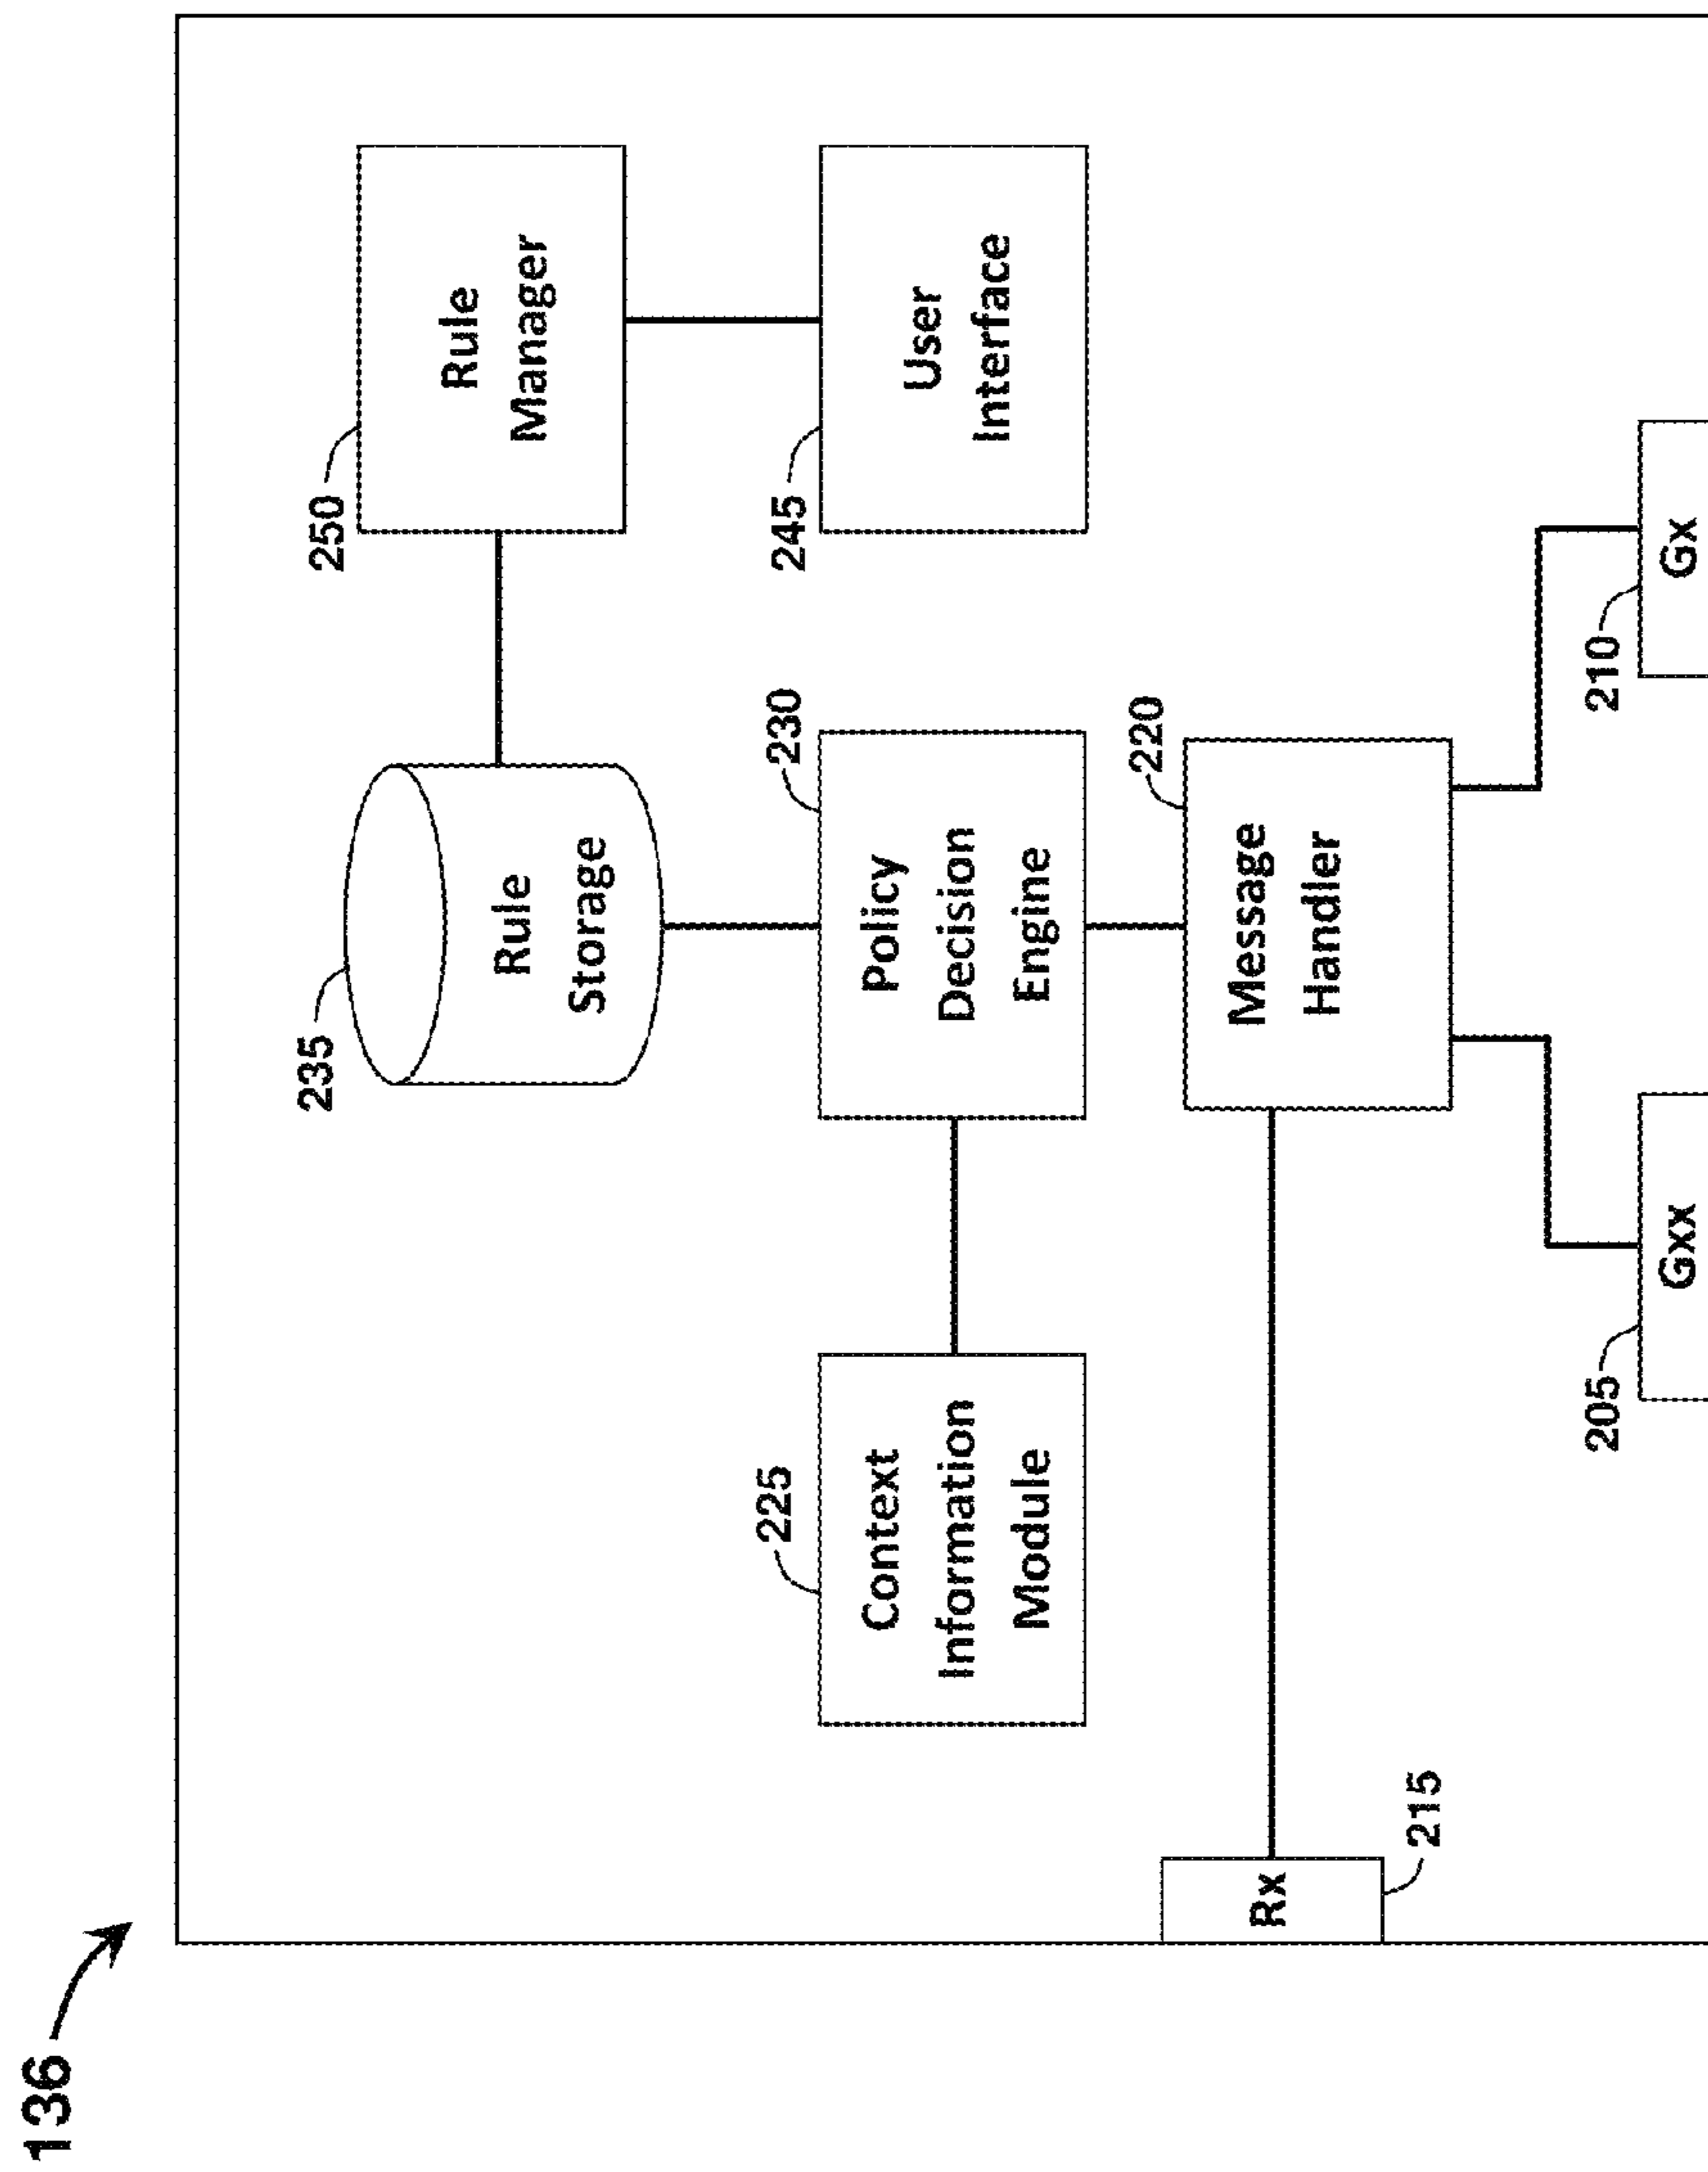 136
235
Rule
Storage
250
Rule
Manager
225
Context
Information
Module
230
Policy
Decision
Engine
245
User
Interface
Rx
215
220
Message
Handler
205
Gxx
210
Gx